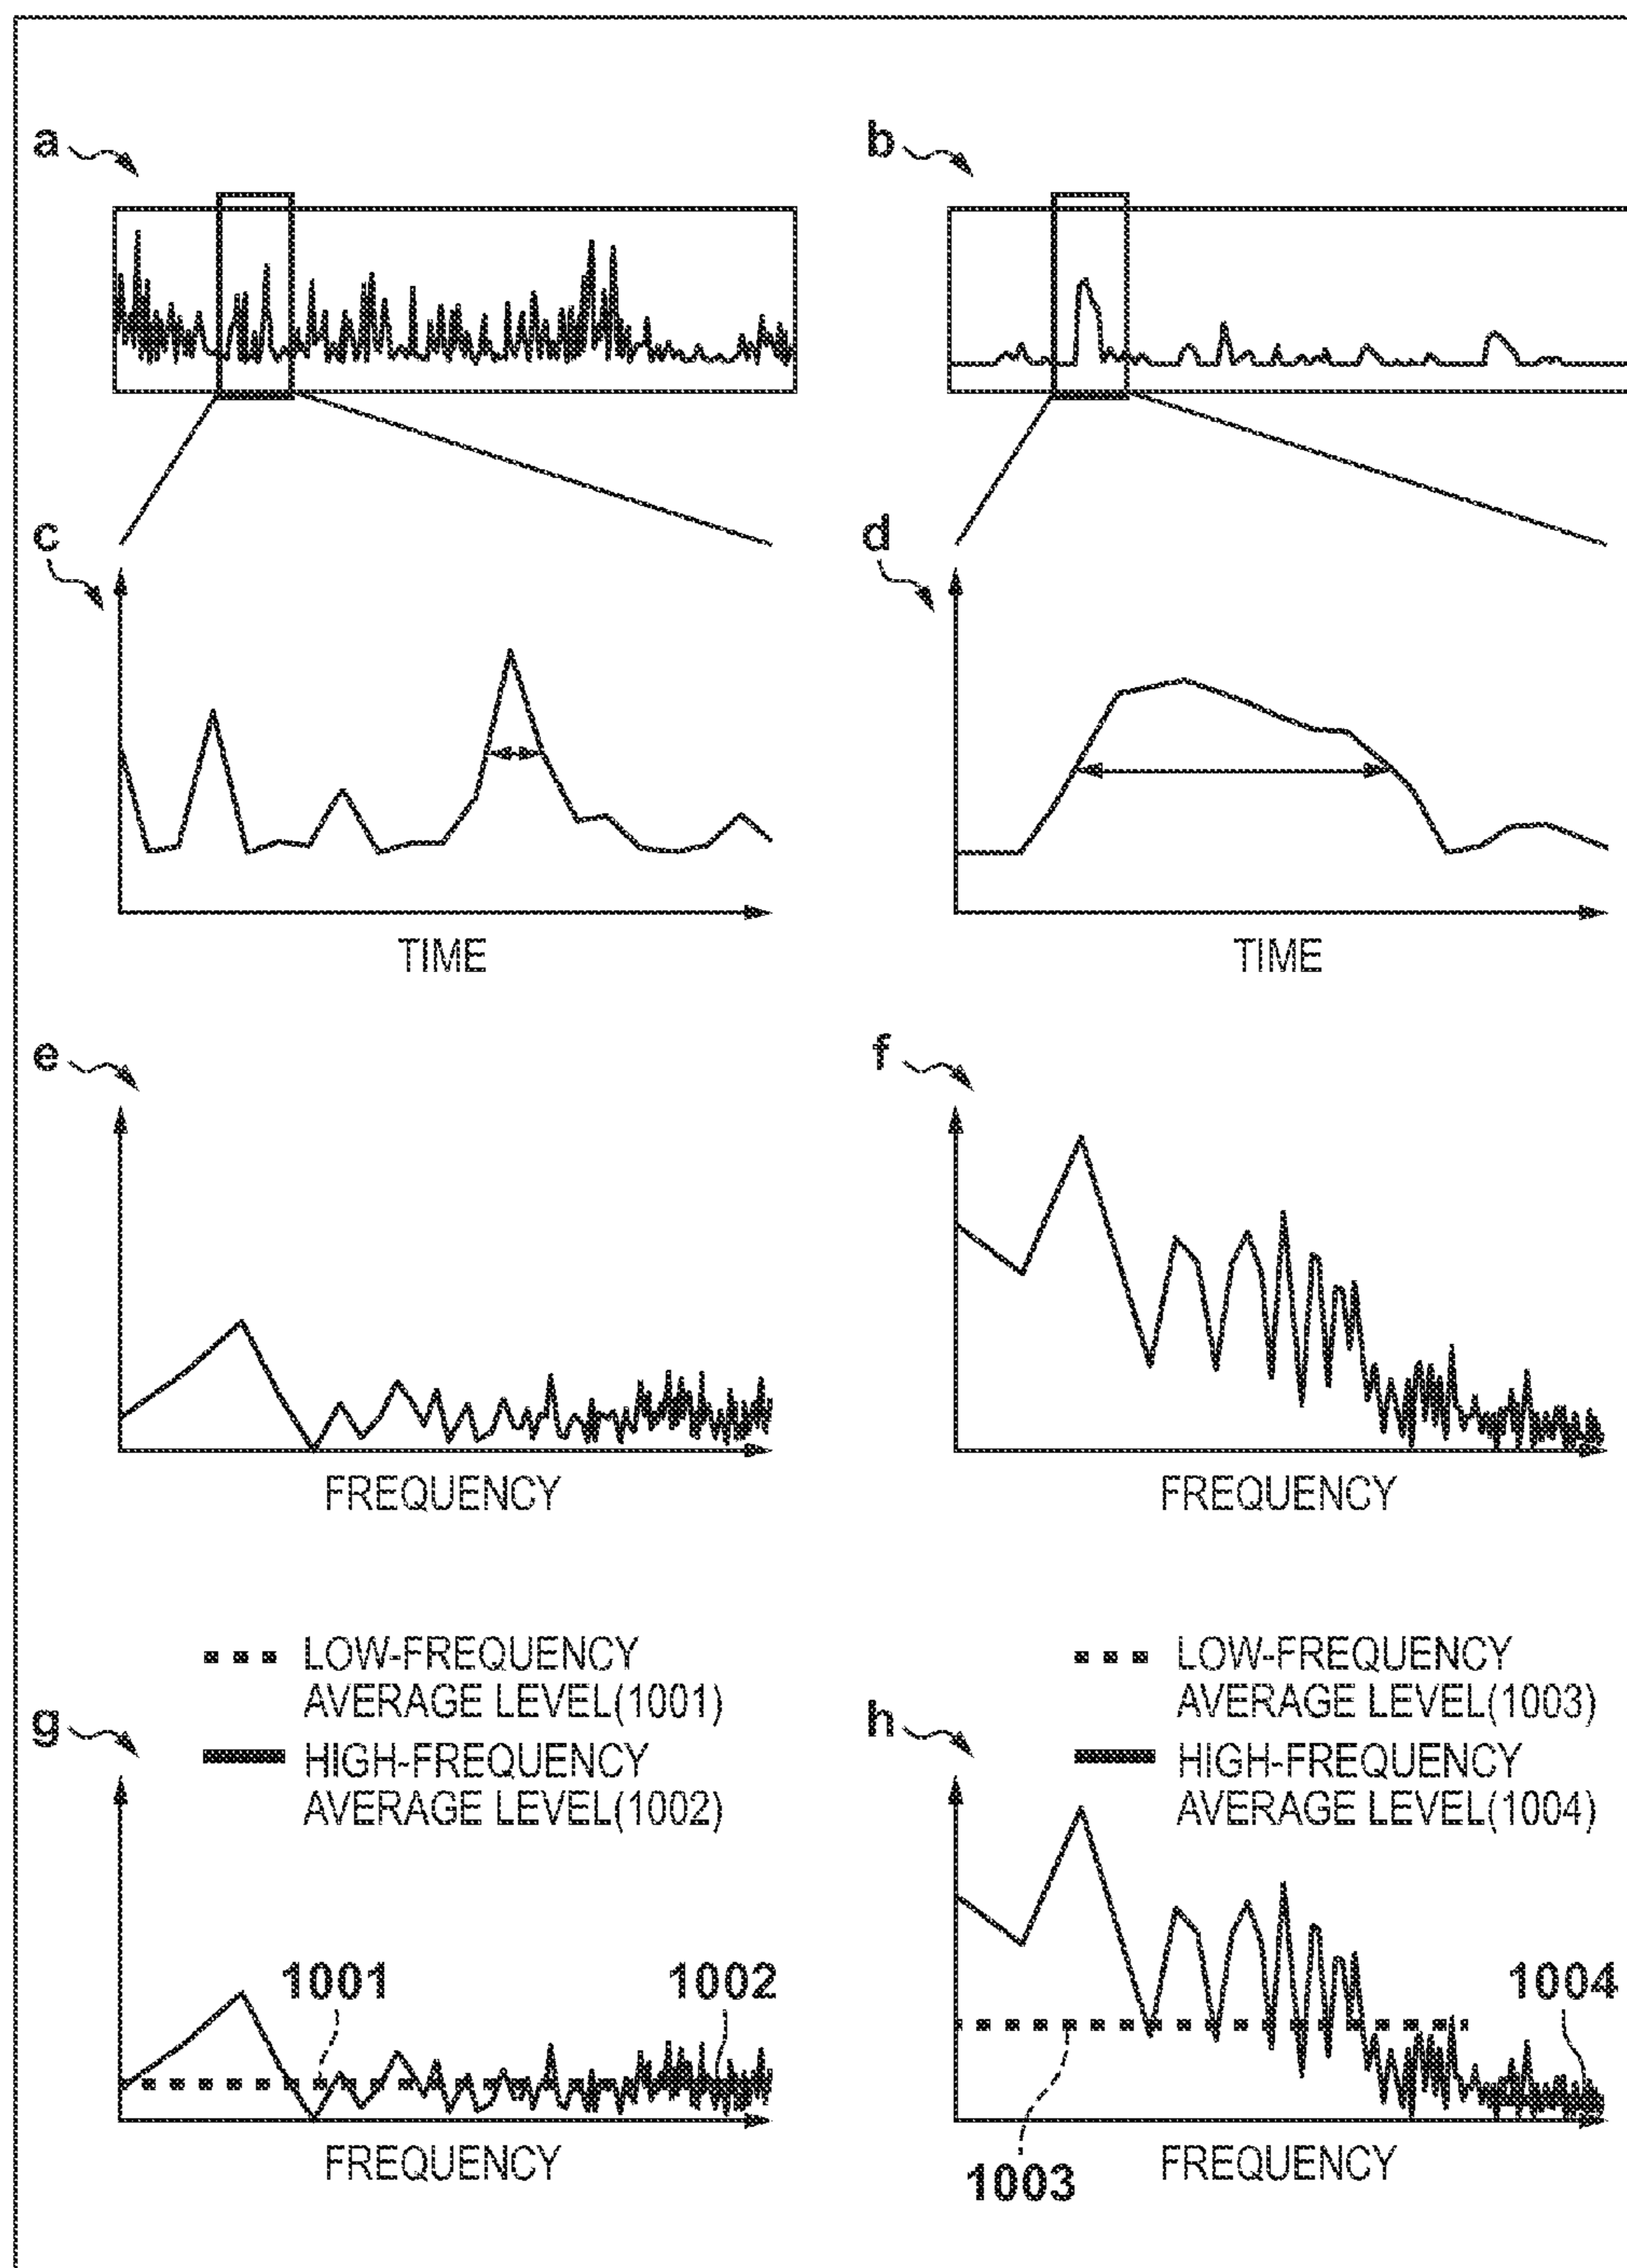 a
b
c
d
TIME
TIME
e
f
FREQUENCY
FREQUENCY
LOW-FREQUENCY
AVERAGE LEVEL(1001)
HIGH-FREQUENCY
AVERAGE LEVEL(1002)
LOW-FREQUENCY
AVERAGE LEVEL(1003)
HIGH-FREQUENCY
AVERAGE LEVEL(1004)
g
h
1001
1002
1004
1003
FREQUENCY
FREQUENCY